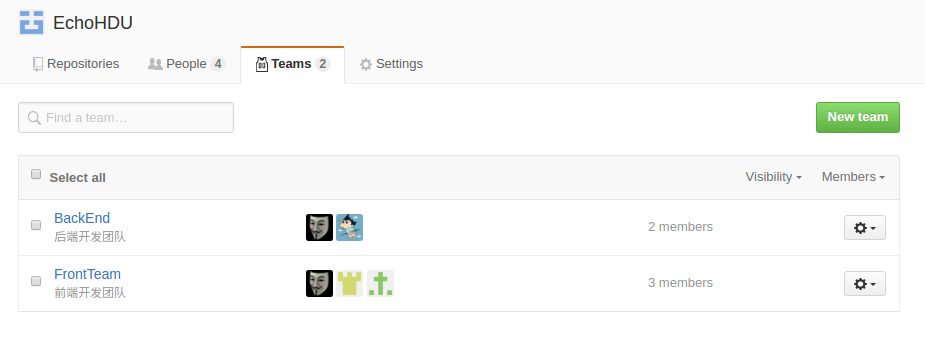 EchoHDU
Repositories People 4 Teams 2 Settings
Find a team… New team
Select all Visibility Members
BackEnd
后端开发团队
2 members
FrontTeam
前端开发团队
3 members